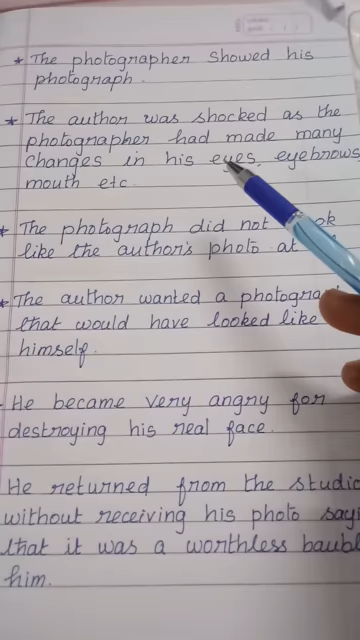 * The photographer showed his
photograph.
* The author was shocked as the
photographer had made many
changes in his eyes, eyebrows,
mouth etc.
* The photograph did not
like the author's photo at
* The author wanted a
that would have looked like
himself.
He became very angry for
destroying his real face.
He returned from the studio
without receiving his photo
that it was a worthless
him.